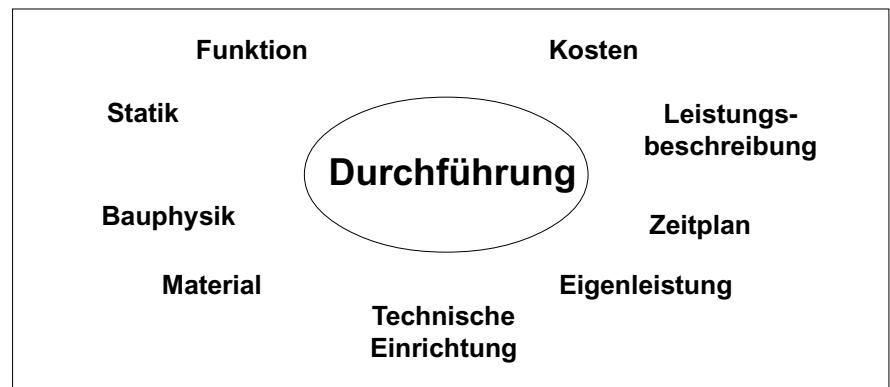 Funktion
Kosten
Statik
Leistungs-
beschreibung
Durchführung
Bauphysik
Zeitplan
Material
Eigenleistung
Technische
Einrichtung